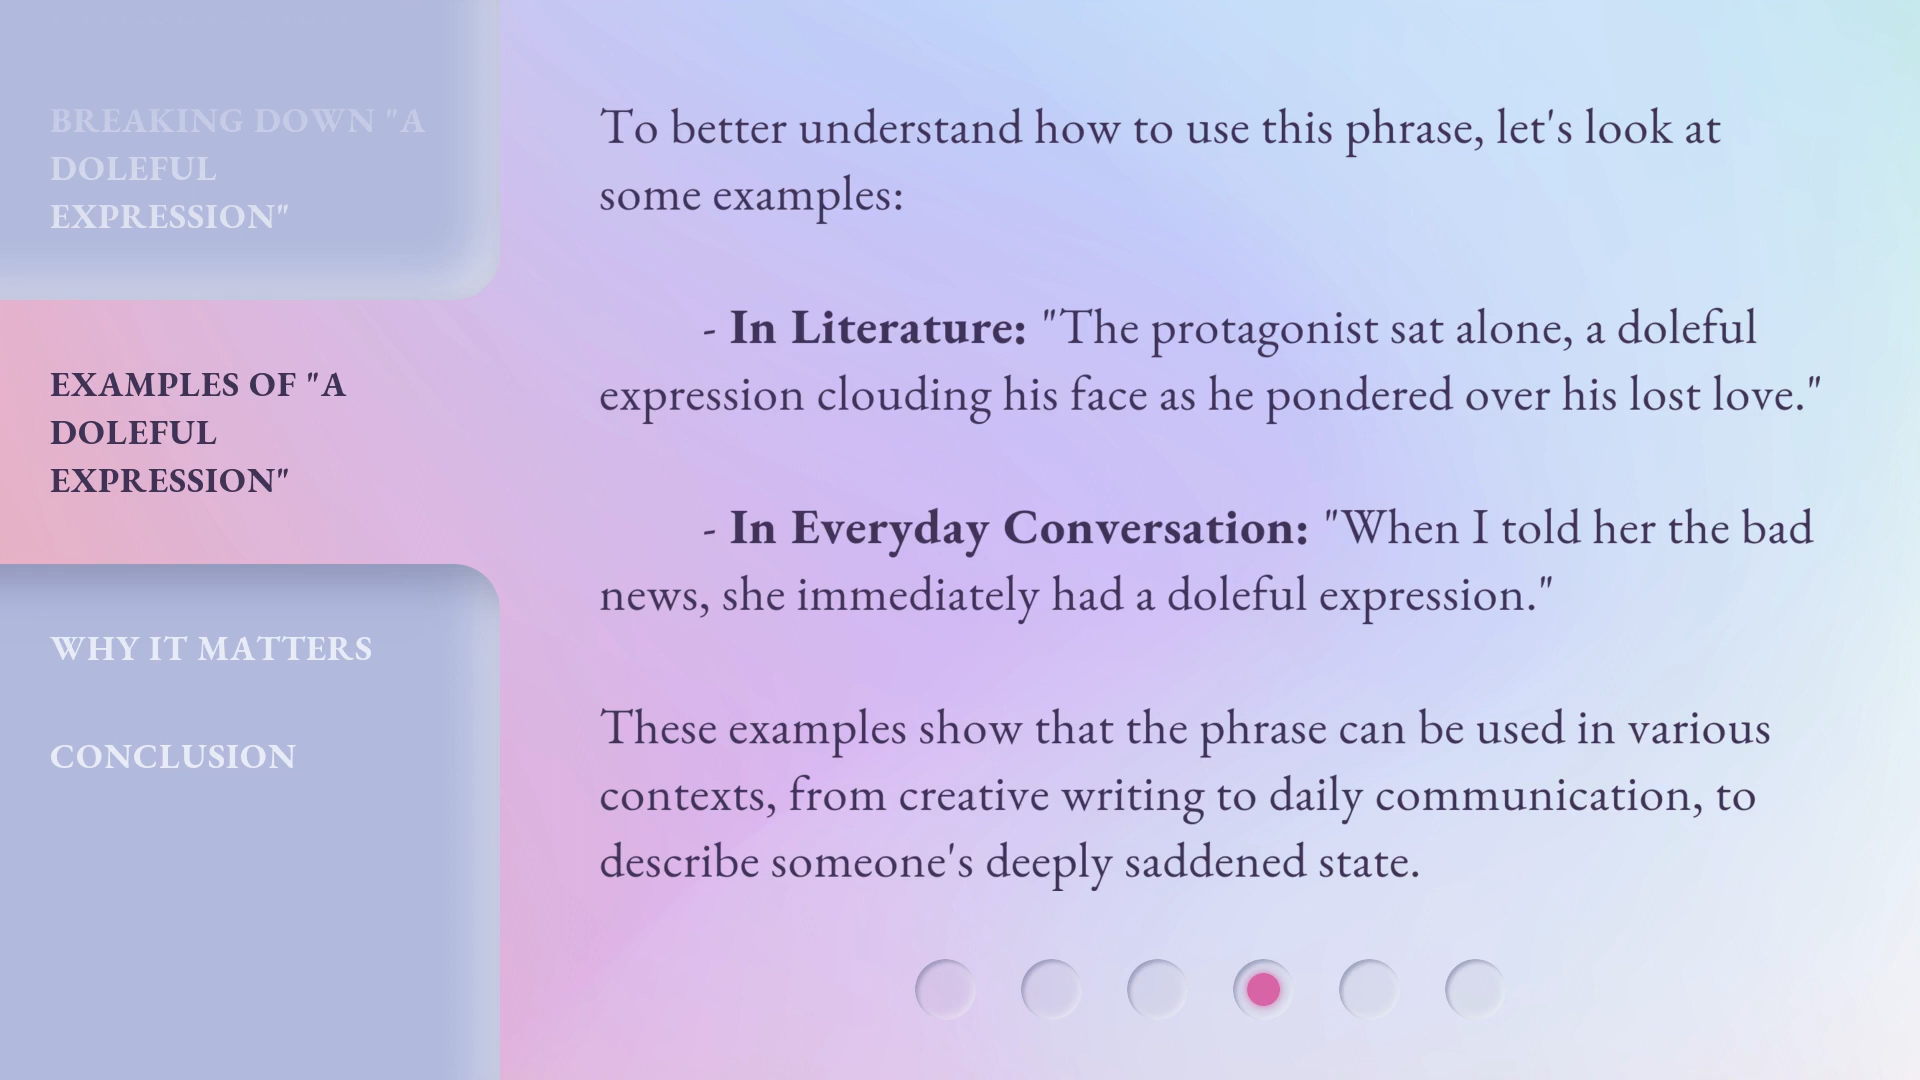 BREAKING DOWN "A
DOLEFUL
EXPRESSION"
EXAMPLES OF "A
DOLEFUL
EXPRESSION"
WHY IT MATTERS
CONCLUSION
To better understand how to use this phrase, let's look at
some examples:
- In Literature: "The protagonist sat alone, a doleful
expression clouding his face as he pondered over his lost love."
- In Everyday Conversation: "When I told her the bad
news, she immediately had a doleful expression."
These examples show that the phrase can be used in various
contexts, from creative writing to daily communication, to
describe someone's deeply saddened state.